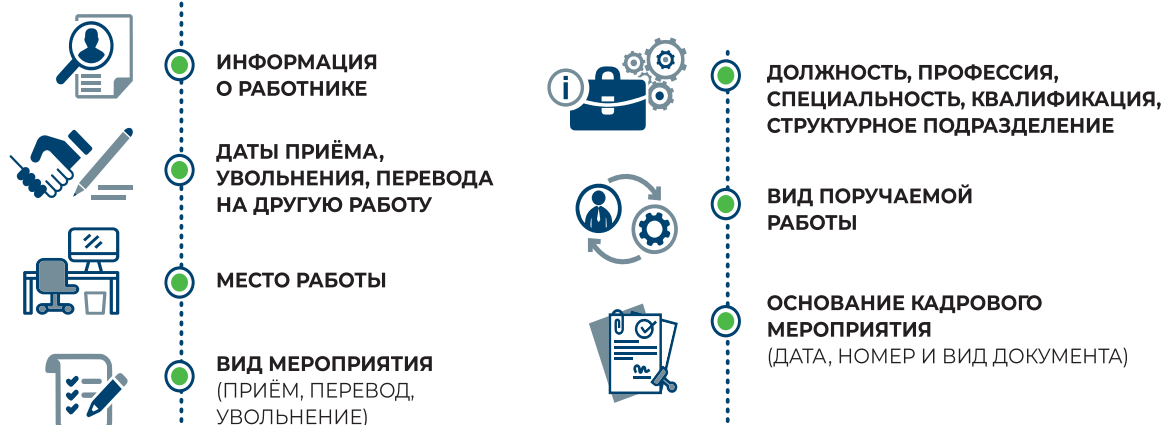 ИНФОРМАЦИЯ
О РАБОТНИКЕ
ДАТЫ ПРИЁМА,
УВОЛЬНЕНИЯ, ПЕРЕВОДА
НА ДРУГУЮ РАБОТУ
МЕСТО РАБОТЫ
ВИД МЕРОПРИЯТИЯ
(ПРИЁМ, ПЕРЕВОД,
УВОЛЬНЕНИЕ)
i
ДОЛЖНОСТЬ, ПРОФЕССИЯ,
СПЕЦИАЛЬНОСТЬ, КВАЛИФИКАЦИЯ,
СТРУКТУРНОЕ ПОДРАЗДЕЛЕНИЕ
ВИД ПОРУЧАЕМОЙ
РАБОТЫ
ОСНОВАНИЕ КАДРОВОГО
МЕРОПРИЯТИЯ
(ДАТА, НОМЕР И ВИД ДОКУМЕНТА)